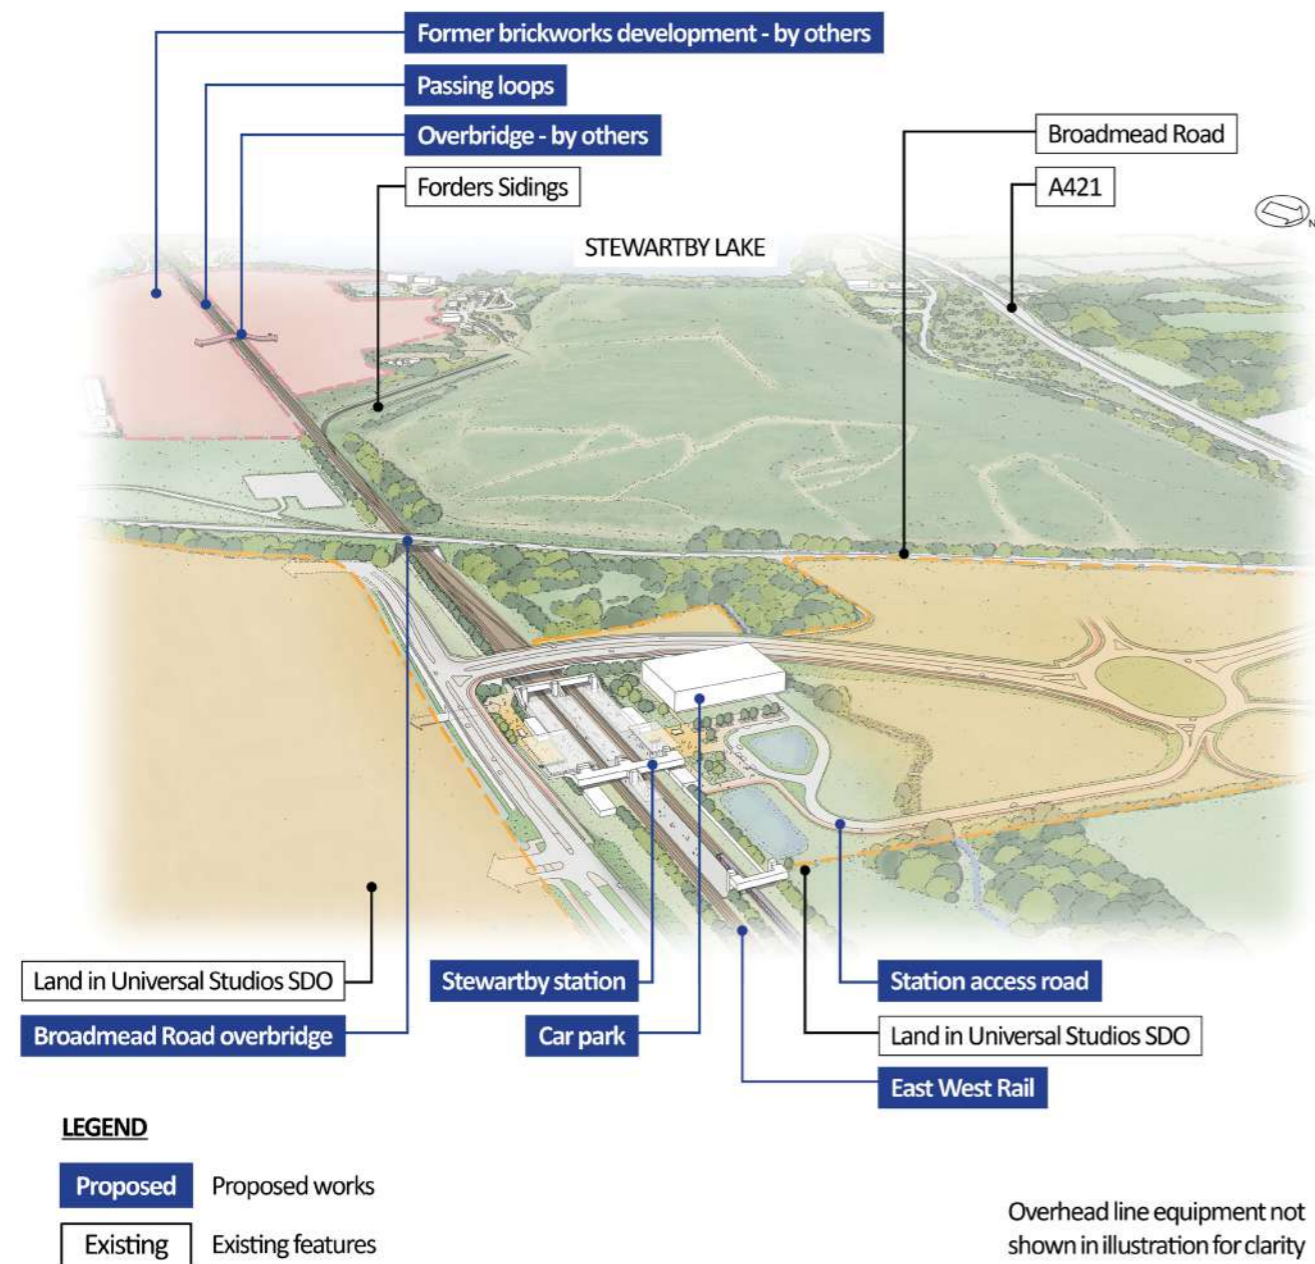 Former brickworks development - by others
Passing loops
Overbridge - by others
Forders Sidings
Broadmead Road
A421
N
STEWARTBY LAKE
Land in Universal Studios SDO
Broadmead Road overbridge
Stewartby station
Car park
Station access road
Land in Universal Studios SDO
East West Rail
LEGEND
Proposed Proposed works
Existing Existing features
Overhead line equipment not
shown in illustration for clarity